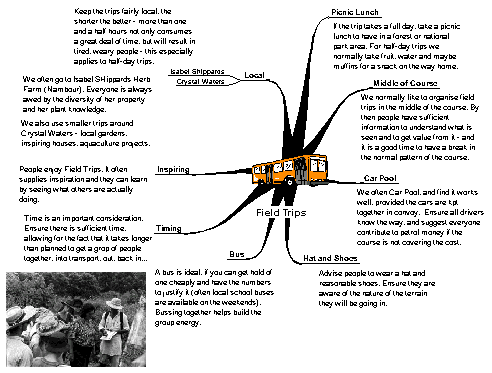 Keep the trips fairly local. the
shorter the better - more than one
and a half hours not only consumes
a great deal of time, but will result in
tired, weary people - this especially
applies to half-day trips.
Isabel Shippards
Crystal Waters
Local
We often go to Isabel SHippards Herb
Farm (Nambour). Everyone is always
awed by the diversity of her property
and her plant knowledge.
We also use smaller trips around
Crystal Waters - local gardens,
inspiring houses, aquaculture projects.
People enjoy Field Trips. It often
supplies inspiration and they can learn
by seeing what others are actually
doing.
Inspiring
Time is an important consideration.
Ensure there is sufficient time,
allowing for the fact that it takes longer
than planned to get a grop of people
together, into transport, out, back in...
Timing
Bus
A bus is ideal, if you can get hold of
one cheaply and have the numbers
to justify it (often local school buses
are available on the weekends).
Bussing together helps build the
group energy.
Field Trips
Picnic Lunch
If the trip takes a full day, take a picnic
lunch to have in a forest or national
park area. For half-day trips we
normally take fruit, water and maybe
muffins for a snack on the way home.
Middle of Course
We normally like to organise field
trips in the middle of the course. By
then people have sufficient
information to understand what is
seen and to get value from it - and
it is a good time to have a break in
the normal pattern of the course.
Car Pool
We often Car Pool, and find it works
well, provided the cars are kpt
together in convoy. Ensure all drivers
know the way, and suggest everyone
contribute to petrol money if the
course is not covering the cost.
Hat and Shoes
Advise people to wear a hat and
reasonable shoes. Ensure they are
aware of the nature of the terrain
they will be going in.